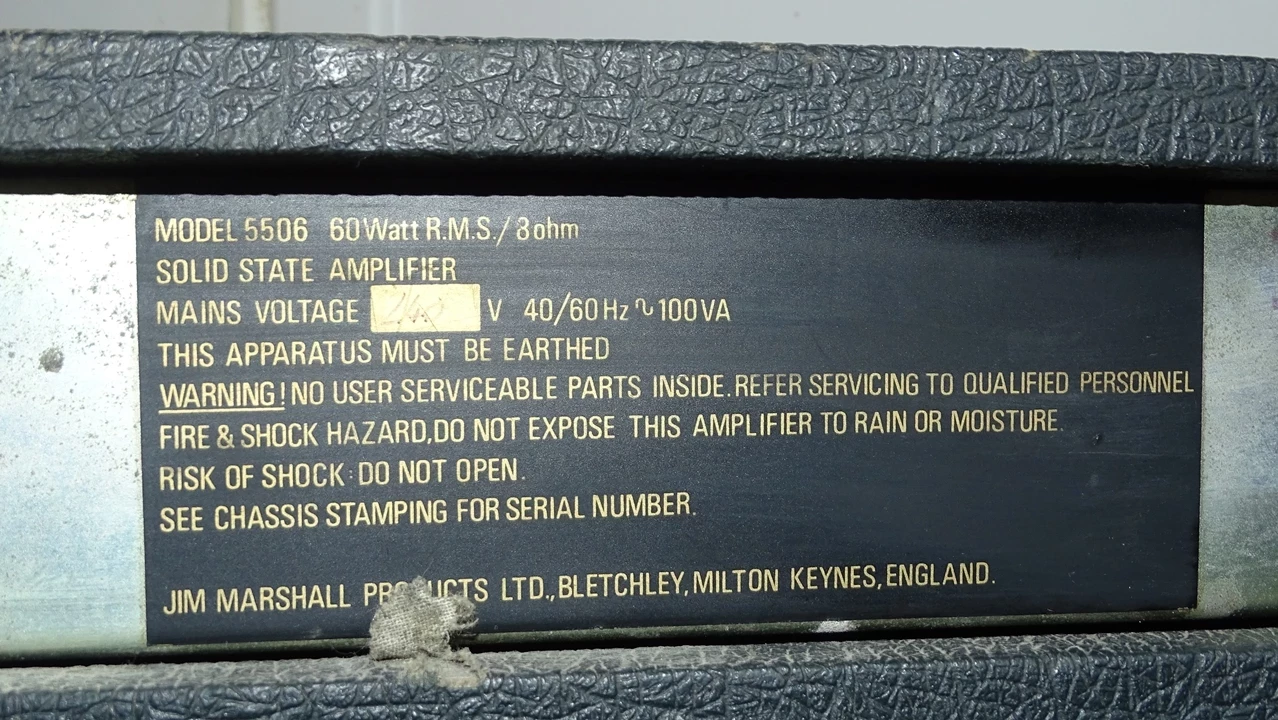 MODEL 5506 60Watt R.M.S./8ohm
SOLID STATE AMPLIFIER
MAINS VOLTAGE 240 V 40/60Hz ∿ 100VA
THIS APPARATUS MUST BE EARTHED
WARNING! NO USER SERVICEABLE PARTS INSIDE. REFER SERVICING TO QUALIFIED PERSONNEL
FIRE & SHOCK HAZARD, DO NOT EXPOSE THIS AMPLIFIER TO RAIN OR MOISTURE.
RISK OF SHOCK: DO NOT OPEN.
SEE CHASSIS STAMPING FOR SERIAL NUMBER.
JIM MARSHALL PRODUCTS LTD., BLETCHLEY, MILTON KEYNES, ENGLAND.